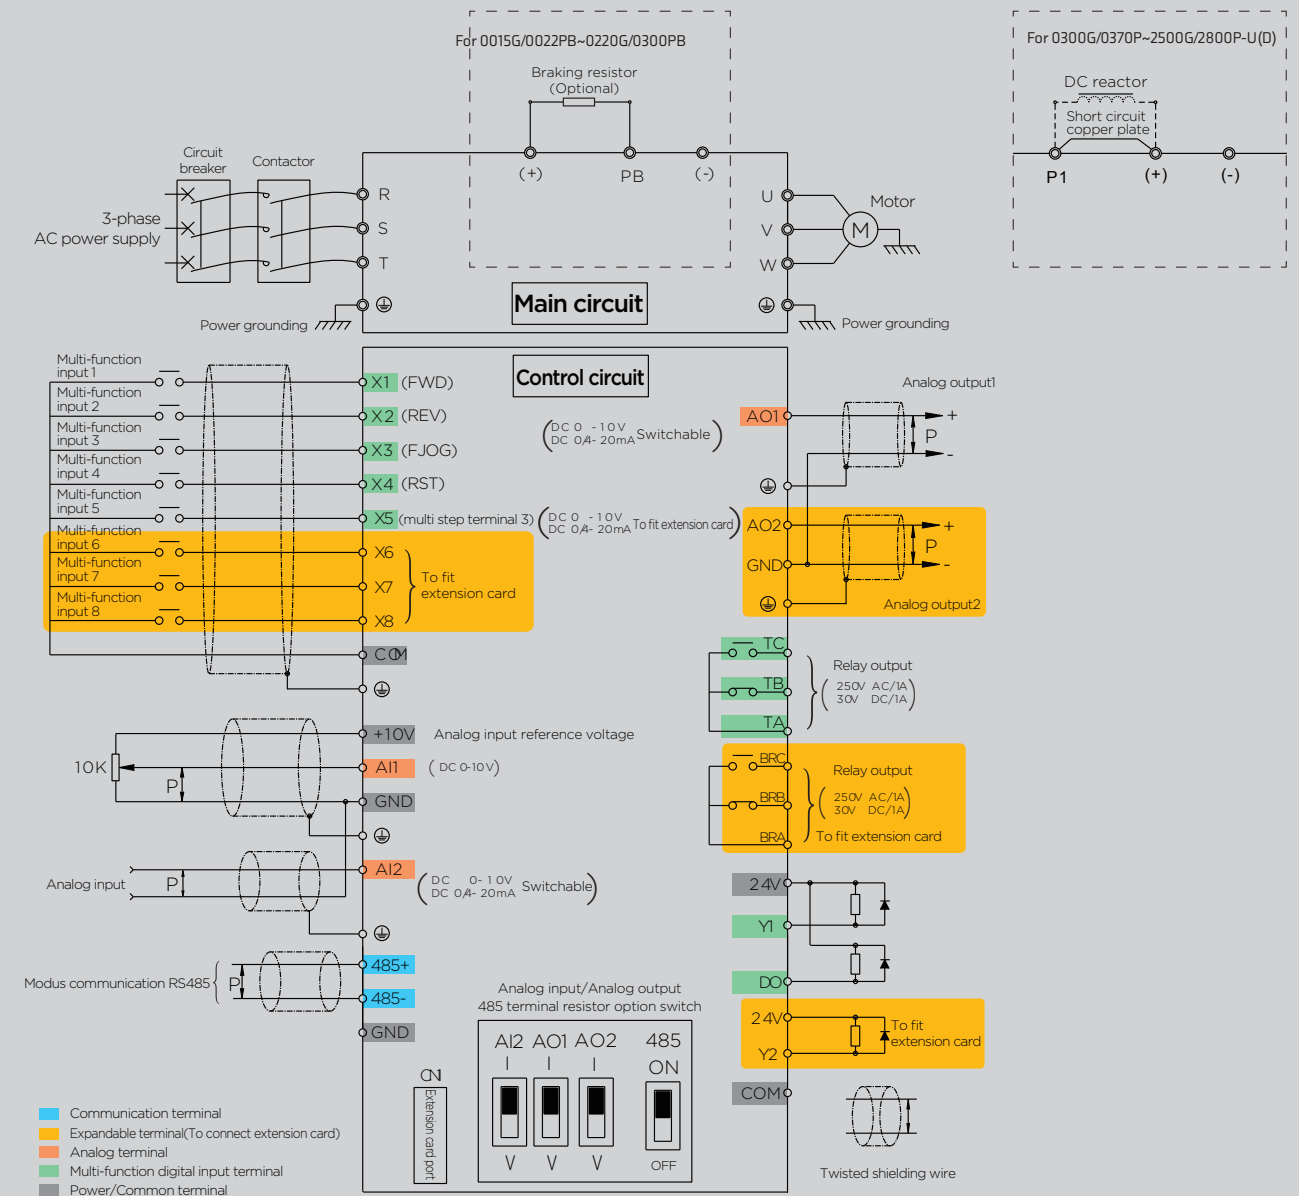 For 0015G/0022PB~0220G/0300PB
Braking resistor
(Optional)
(+)
PB
(-)
For 0300G/0370P~2500G/2800P-U(D)
DC reactor
Short circuit
copper plate
P1
(+)
(-)
Circuit
breaker
Contactor
3-phase
AC power supply
R
S
T
Power grounding
Main circuit
U
V
W
Motor
M
Power grounding
Control circuit
Multi-function
input 1
X1 (FWD)
Multi-function
input 2
X2 (REV)
Multi-function
input 3
X3 (FJOG)
Multi-function
input 4
X4 (RST)
Multi-function
input 5
X5 (multi step terminal 3)
Multi-function
input 6
X6
Multi-function
input 7
X7
Multi-function
input 8
X8
To fit
extension card
COM
+10V
Analog input reference voltage
10K
P
AI1
(DC 0-10V)
GND
Analog input
P
AI2
DC 0-10V
DC 0/4-20mA
Switchable
Modus communication RS485
P
485+
485-
GND
Analog output1
AO1
DC 0 -10V
DC 0/4-20mA
Switchable
+
P
-
DC 0 -10V
DC 0/4-20mA
To fit extension card
AO2
GND
+
P
-
Analog output2
TC
TB
TA
Relay output
250V AC/1A
30V DC/1A
BRC
BRB
BRA
Relay output
250V AC/1A
30V DC/1A
To fit extension card
24V
Y1
DO
24V
Y2
To fit
extension card
COM
Twisted shielding wire
Analog input/Analog output
485 terminal resistor option switch
AI2 AO1 AO2 485
I I I ON
V V V OFF
CN1
Extension card port
Communication terminal
Expandable terminal(To connect extension card)
Analog terminal
Multi-function digital input terminal
Power/Common terminal